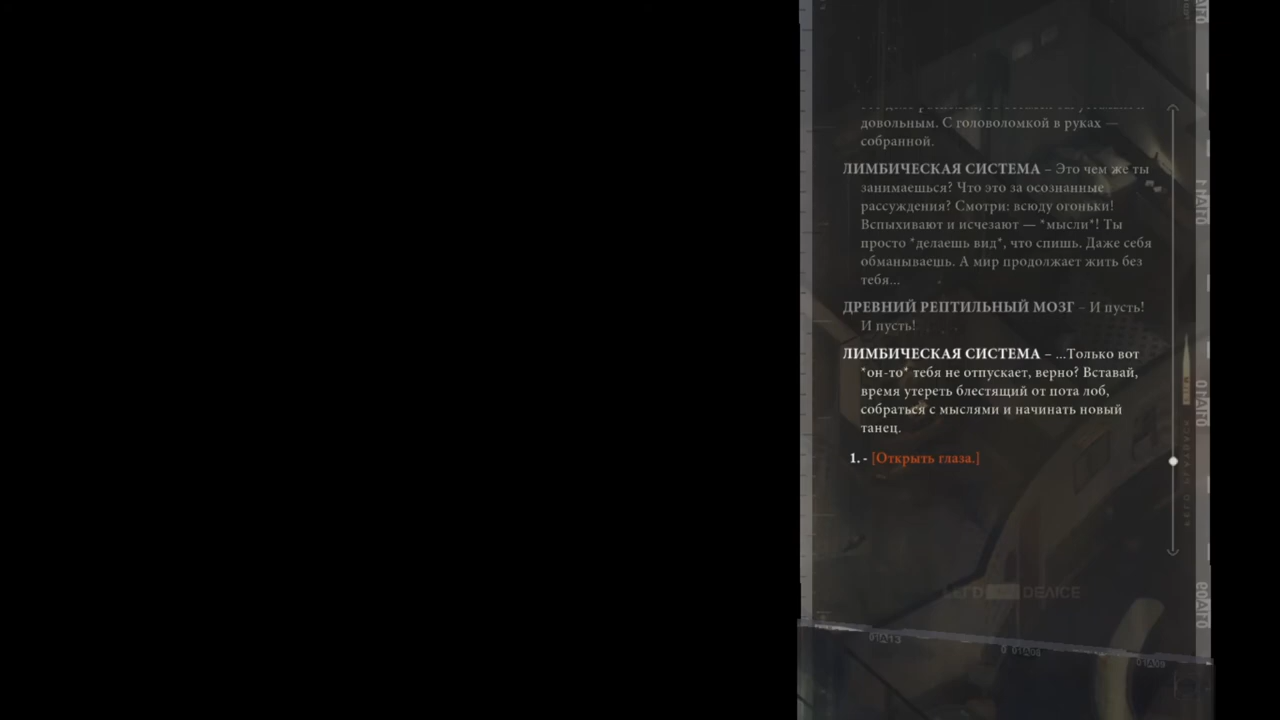 довольным. С головоломкой в руках —
собранной.
ЛИМБИЧЕСКАЯ СИСТЕМА – Это чем же ты
занимаешься? Что это за осознанные
рассуждения? Смотри: всюду огоньки!
Вспыхивают и исчезают — *мысли*! Ты
просто *делаешь вид*, что спишь. Даже себя
обманываешь. А мир продолжает жить без
тебя...
ДРЕВНИЙ РЕПТИЛЬНЫЙ МОЗГ – И пусть!
И пусть!
ЛИМБИЧЕСКАЯ СИСТЕМА – ...Только вот
*он-то* тебя не отпускает, верно? Вставай,
время утереть блестящий от пота лоб,
собраться с мыслями и начинать новый
танец.
1. - [Открыть глаза.]